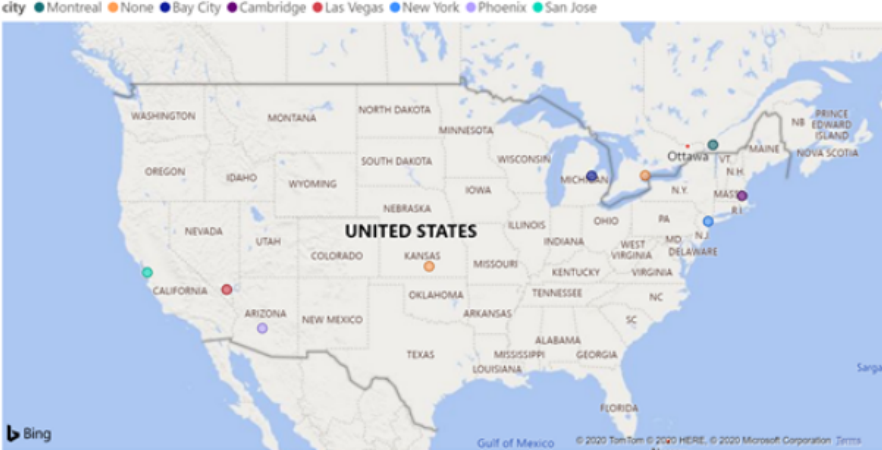 city Montreal None Bay City Cambridge Las Vegas New York Phoenix San Jose
WASHINGTON
MONTANA
NORTH DAKOTA
MINNESOTA
Ottawa
VT.
MAINE
NB
PRINCE
EDWARD
ISLAND
NOVA SCOTIA
OREGON
IDAHO
WYOMING
SOUTH DAKOTA
WISCONSIN
MICHIGAN
N.H.
N.Y.
MASS
R.I.
IOWA
NEBRASKA
NEVADA
UTAH
UNITED STATES
ILLINOIS
INDIANA
OHIO
PA
N.J.
MD
DELAWARE
COLORADO
KANSAS
MISSOURI
WEST
VIRGINIA
VIRGINIA
KENTUCKY
CALIFORNIA
ARIZONA
NEW MEXICO
OKLAHOMA
ARKANSAS
TENNESSEE
NC
SC
TEXAS
LOUISIANA
MISSISSIPPI
ALABAMA
GEORGIA
FLORIDA
Sarga
Gulf of Mexico
Bing
© 2020 TomTom © 2020 HERE, © 2020 Microsoft Corporation Terms